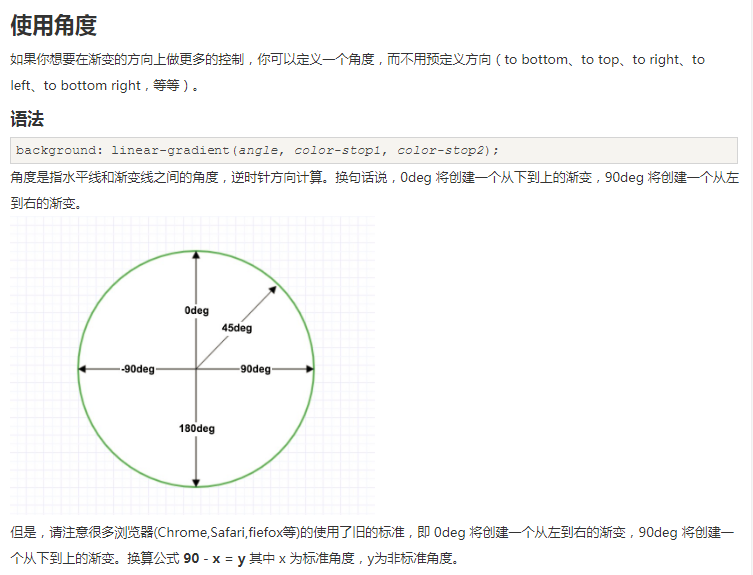 使用角度
如果你想要在渐变的方向上做更多的控制，你可以定义一个角度，而不用预定义方向（to bottom、to top、to right、to
left、to bottom right，等等）。
语法
background: linear-gradient(angle, color-stop1, color-stop2);
角度是指水平线和渐变线之间的角度，逆时针方向计算。换句话说，0deg 将创建一个从下到上的渐变，90deg 将创建一个从左
到右的渐变。
0deg
45deg
-90deg
90deg
180deg
但是，请注意很多浏览器(Chrome,Safari,fiefox等)的使用了旧的标准，即 0deg 将创建一个从左到右的渐变，90deg 将创建一
个从下到上的渐变。换算公式 90 - x = y 其中 x 为标准角度，y为非标准角度。